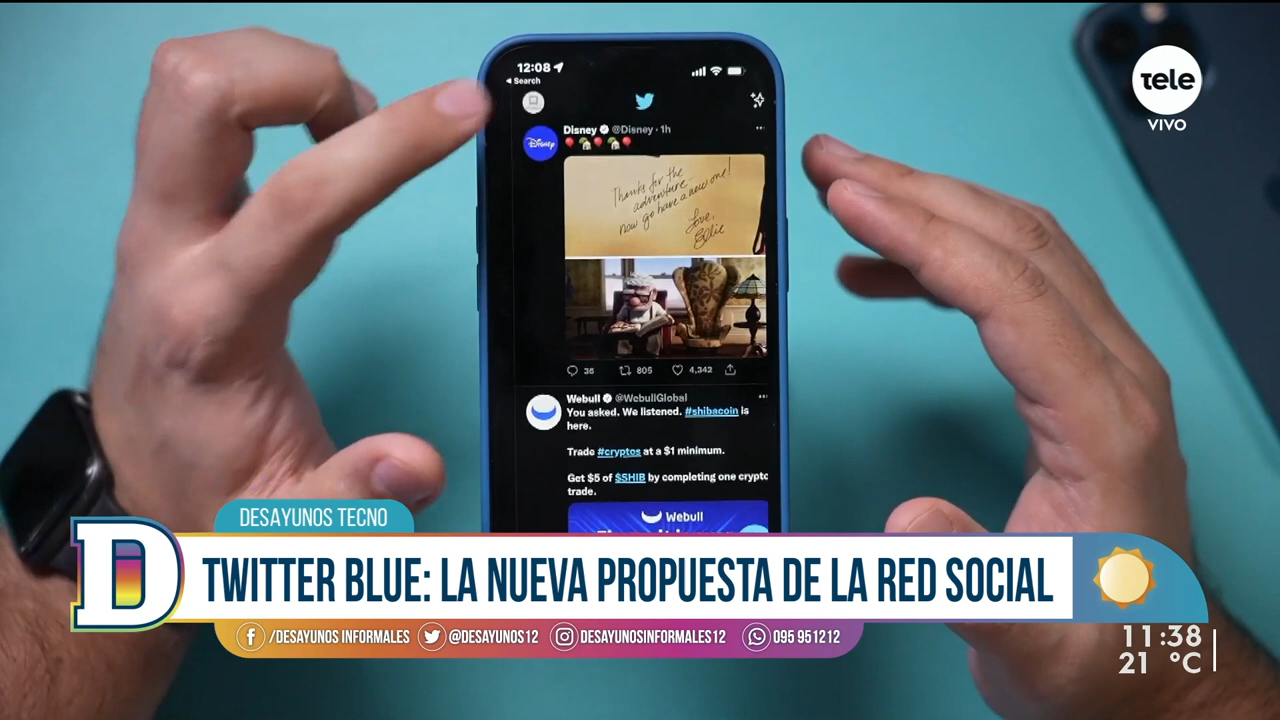 12:08
Search
tele
VIVO
Disney @Disney · 1h
Disney
Thanks for the
adventure-
now go have a new one!
Love,
Ellie
36 805 4,342
Webull @WebullGlobal
You asked. We listened. #shibacoin is
here.
Trade #cryptos at a $1 minimum.
Get $5 of $SHIB by completing one crypto
trade.
Webull
DESAYUNOS TECNO
D
TWITTER BLUE: LA NUEVA PROPUESTA DE LA RED SOCIAL
/DESAYUNOS INFORMALES @DESAYUNOS12 DESAYUNOSINFORMALES12 095 951212
11:38
21 °C